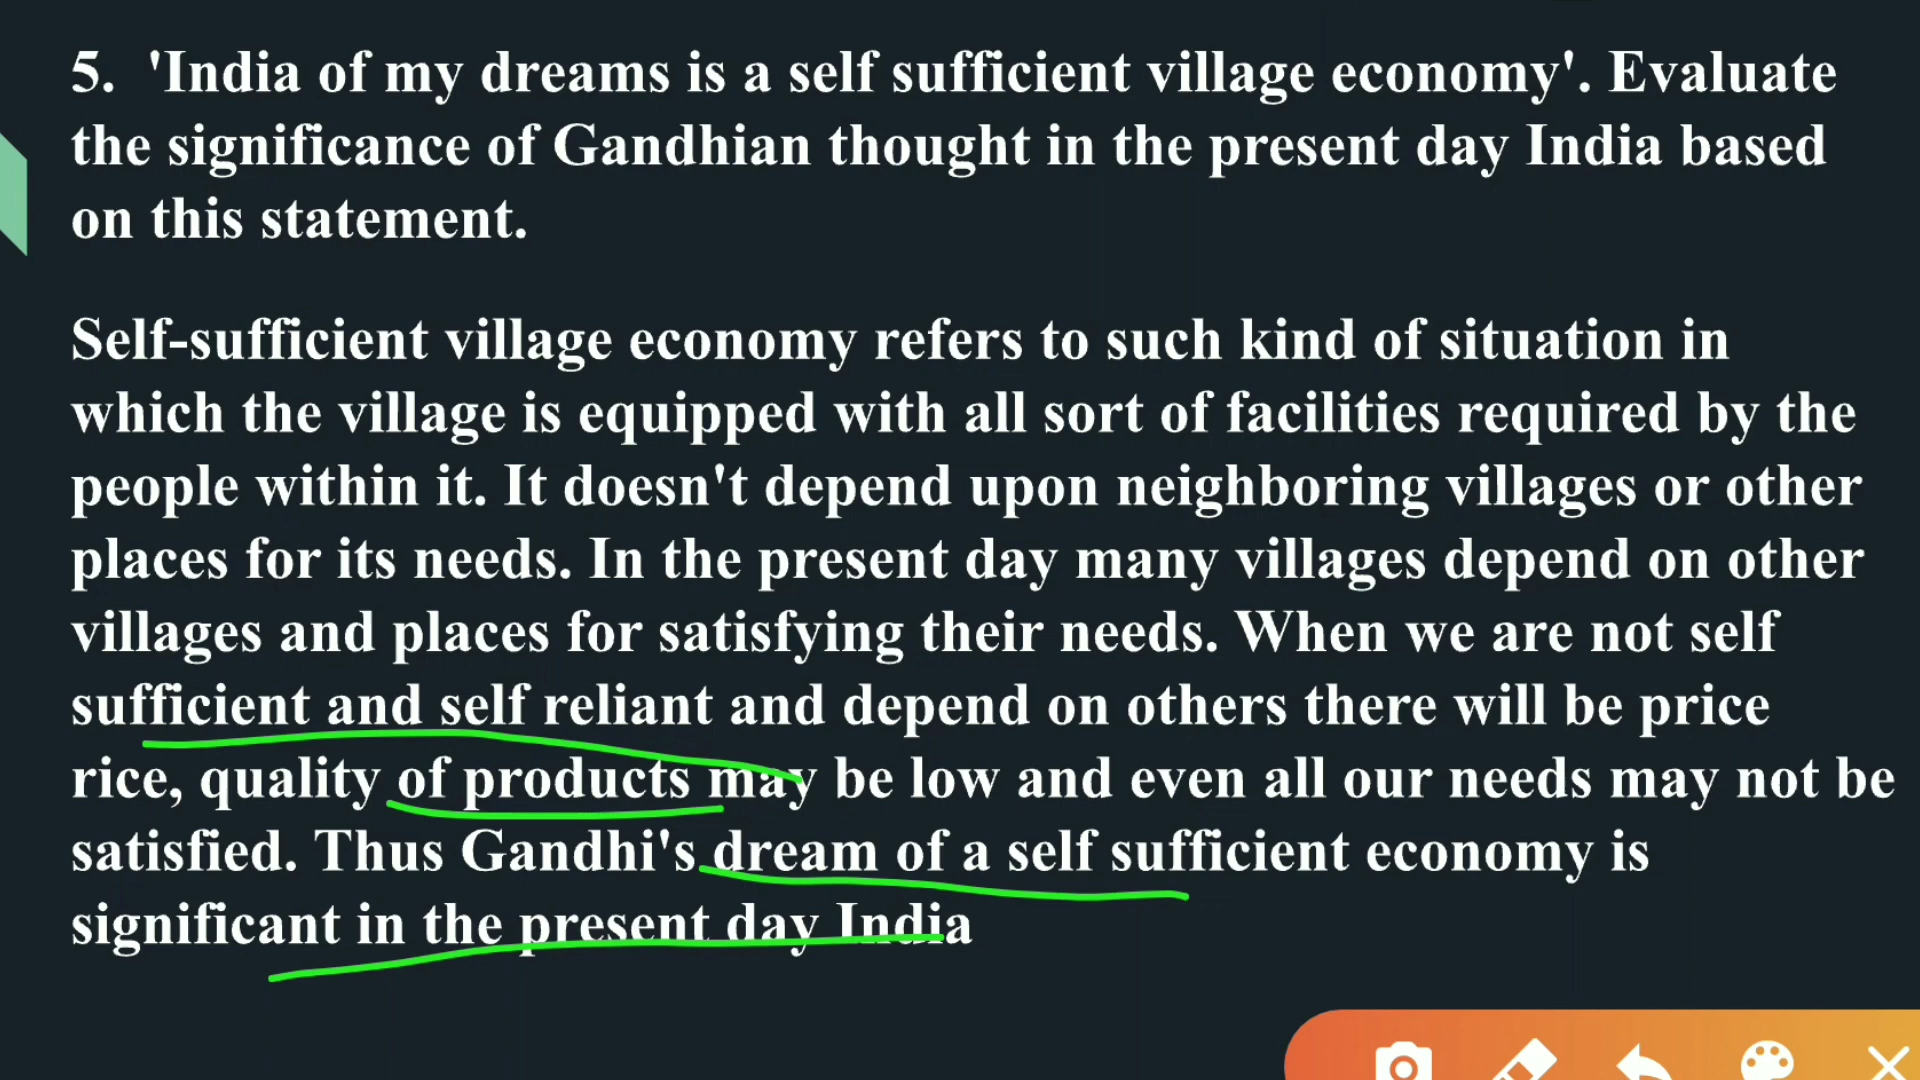 5. 'India of my dreams is a self sufficient village economy'. Evaluate
the significance of Gandhian thought in the present day India based
on this statement.
Self-sufficient village economy refers to such kind of situation in
which the village is equipped with all sort of facilities required by the
people within it. It doesn't depend upon neighboring villages or other
places for its needs. In the present day many villages depend on other
villages and places for satisfying their needs. When we are not self
sufficient and self reliant and depend on others there will be price
rice, quality of products may be low and even all our needs may not be
satisfied. Thus Gandhi's dream of a self sufficient economy is
significant in the present day India